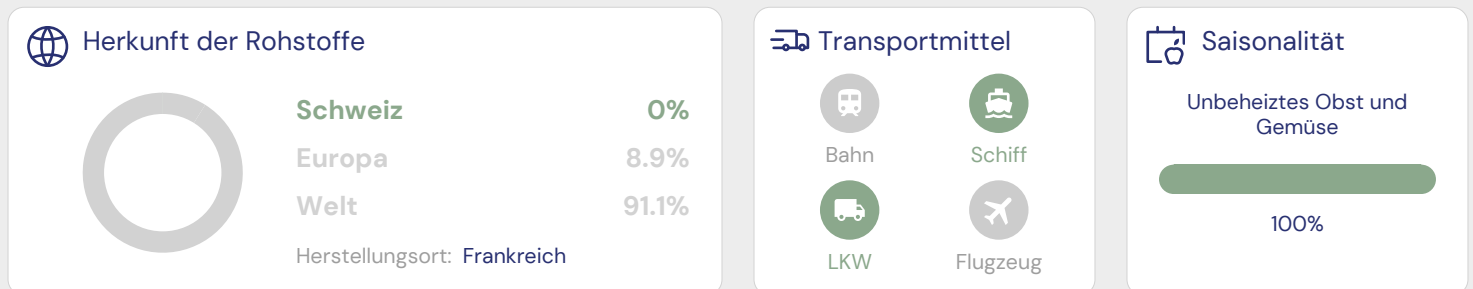 Herkunft der Rohstoffe
Schweiz 0%
Europa 8.9%
Welt 91.1%
Herstellungsort: Frankreich
Transportmittel
Bahn Schiff
LKW Flugzeug
Saisonalität
Unbeheiztes Obst und
Gemüse
100%